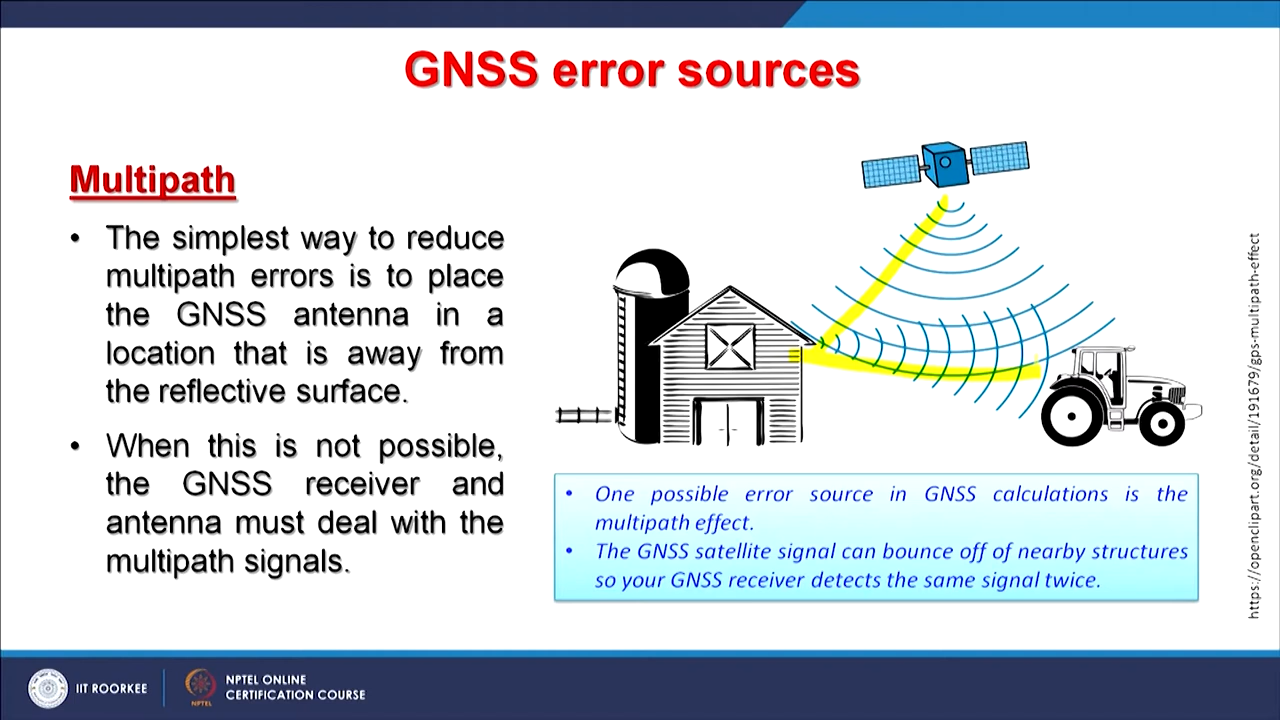 GNSS error sources
Multipath
• The simplest way to reduce
multipath errors is to place
the GNSS antenna in a
location that is away from
the reflective surface.
• When this is not possible,
the GNSS receiver and
antenna must deal with the
multipath signals.
• One possible error source in GNSS calculations is the
multipath effect.
• The GNSS satellite signal can bounce off of nearby structures
so your GNSS receiver detects the same signal twice.
https://openclipart.org/detail/191679/gps-multipath-effect
IIT ROORKEE
NPTEL
NPTEL ONLINE
CERTIFICATION COURSE